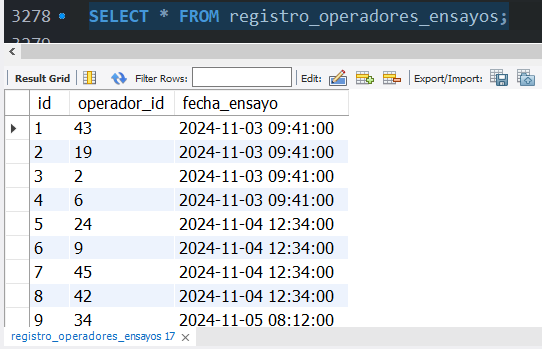 3278 SELECT * FROM registro_operadores_ensayos;
3279
Result Grid Filter Rows: Edit: Export/Import:
id operador_id fecha_ensayo
1 43 2024-11-03 09:41:00
2 19 2024-11-03 09:41:00
3 2 2024-11-03 09:41:00
4 6 2024-11-03 09:41:00
5 24 2024-11-04 12:34:00
6 9 2024-11-04 12:34:00
7 45 2024-11-04 12:34:00
8 42 2024-11-04 12:34:00
9 34 2024-11-05 08:12:00
registro_operadores_ensayos 17